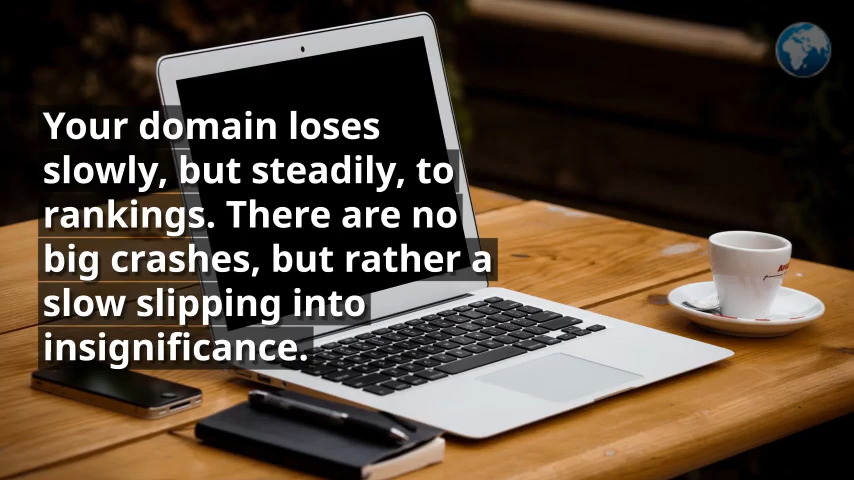 Your domain loses
slowly, but steadily, to
rankings. There are no
big crashes, but rather a
slow slipping into
insignificance.